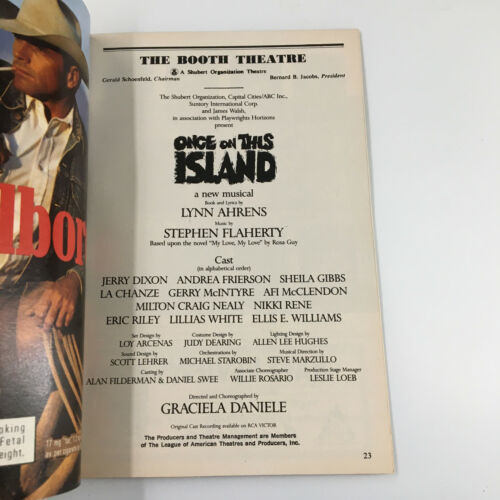 THE BOOTH THEATRE
A Shubert Organization Theatre
Gerald Schoenfeld, Chairman
Bernard B. Jacobs, President
The Shubert Organization, Capital Cities/ABC Inc.,
Suntory International Corp.
and James Walsh,
in association with Playwrights Horizons
present
ONCE ON THIS
ISLAND
a new musical
Book and Lyrics by
LYNN AHRENS
Music by
STEPHEN FLAHERTY
Based upon the novel "My Love, My Love" by Rosa Guy
Cast
(in alphabetical order)
JERRY DIXON ANDREA FRIERSON SHEILA GIBBS
LA CHANZE GERRY McINTYRE AFI McCLENDON
MILTON CRAIG NEALY NIKKI RENE
ERIC RILEY LILLIAS WHITE ELLIS E. WILLIAMS
Set Design by Costume Design by Lighting Design by
LOY ARCENAS JUDY DEARING ALLEN LEE HUGHES
Sound Design by Orchestrations by Musical Direction by
SCOTT LEHRER MICHAEL STAROBIN STEVE MARZULLO
Casting by Associate Choreographer Production Stage Manager
ALAN FILDERMAN & DANIEL SWEE WILLIE ROSARIO LESLIE LOEB
Directed and Choreographed by
GRACIELA DANIELE
Original Cast Recording available on RCA VICTOR
The Producers and Theatre Management are Members
of The League of American Theatres and Producers, Inc.
23
lbor
oking
Fetal
eight.
17 mg "tar,"